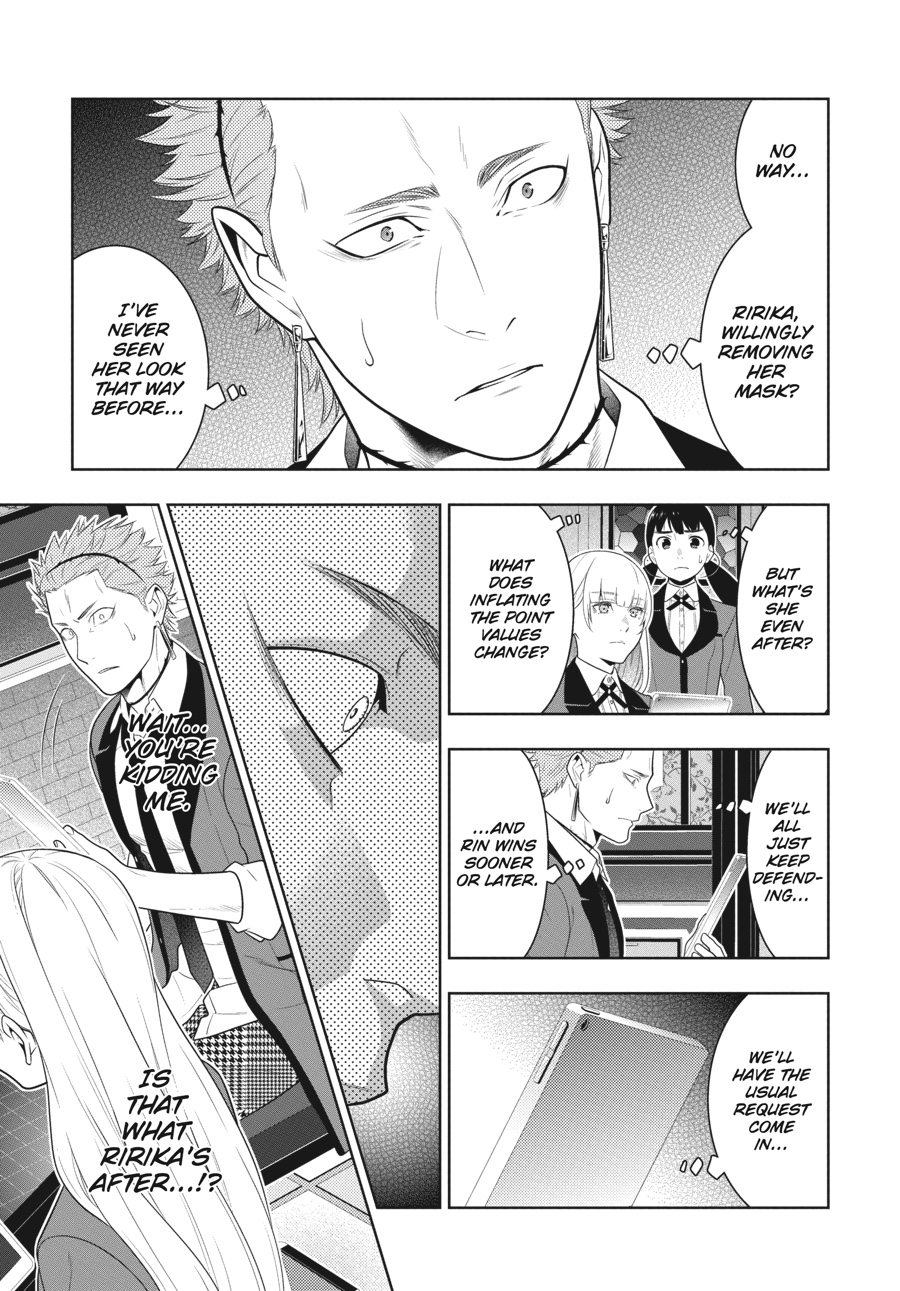 NO
WAY...
RIRIKA,
WILLINGLY
REMOVING
HER
MASK?
I'VE
NEVER
SEEN
HER LOOK
THAT WAY
BEFORE...
BUT
WHAT'S
SHE
EVEN
AFTER?
WHAT
DOES
INFLATING
THE POINT
VALUES
CHANGE?
WE'LL
ALL
JUST
KEEP
DEFEND-
ING...
...AND
RIN WINS
SOONER
OR LATER.
WE'LL
HAVE THE
USUAL
REQUEST
COME
IN...
WAIT...
YOU'RE
KIDDING
ME.
IS
THAT
WHAT
RIRIKA'S
AFTER...!?